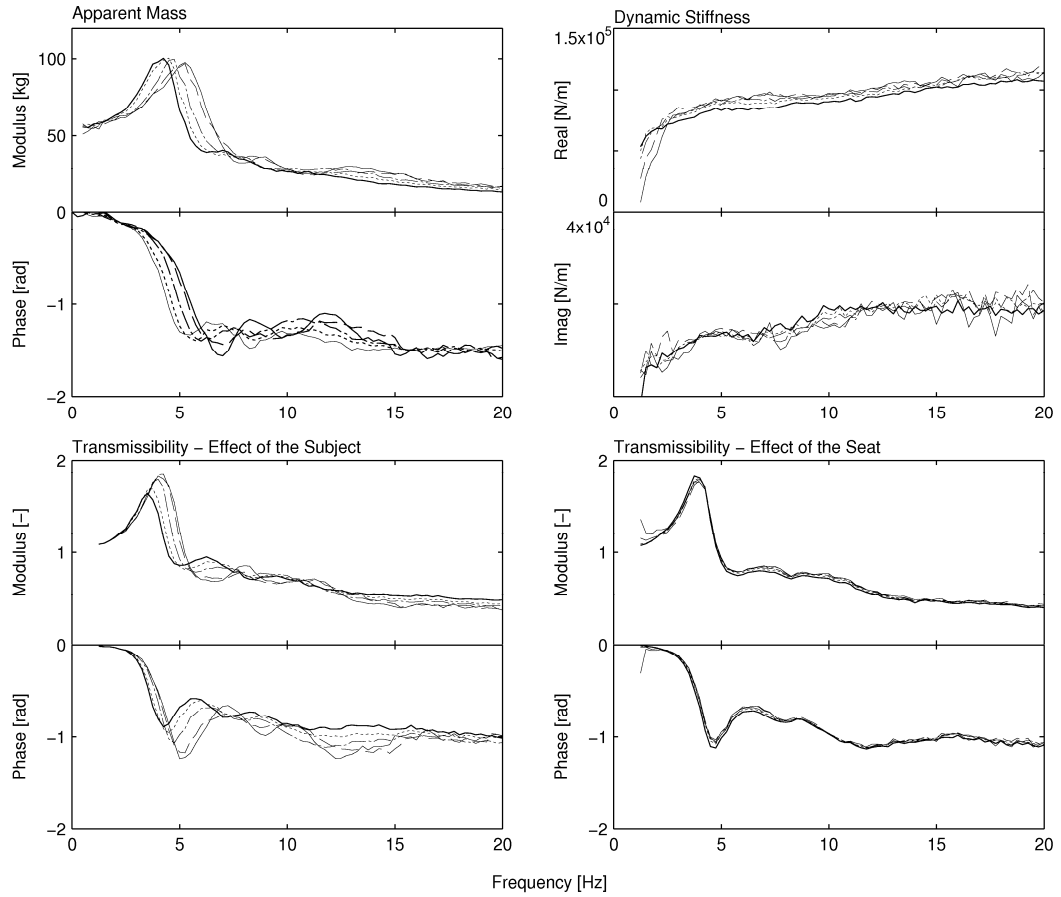 Apparent Mass
Modulus [kg]
100
50
0
Phase [rad]
−1
−2
0 5 10 15 20
Dynamic Stiffness
1.5x10^5
Real [N/m]
0
4x10^4
Imag [N/m]
0 5 10 15 20
Transmissibility − Effect of the Subject
2
Modulus [−]
1
0
Phase [rad]
−1
−2
0 5 10 15 20
Transmissibility − Effect of the Seat
2
Modulus [−]
1
0
Phase [rad]
−1
−2
0 5 10 15 20
Frequency [Hz]